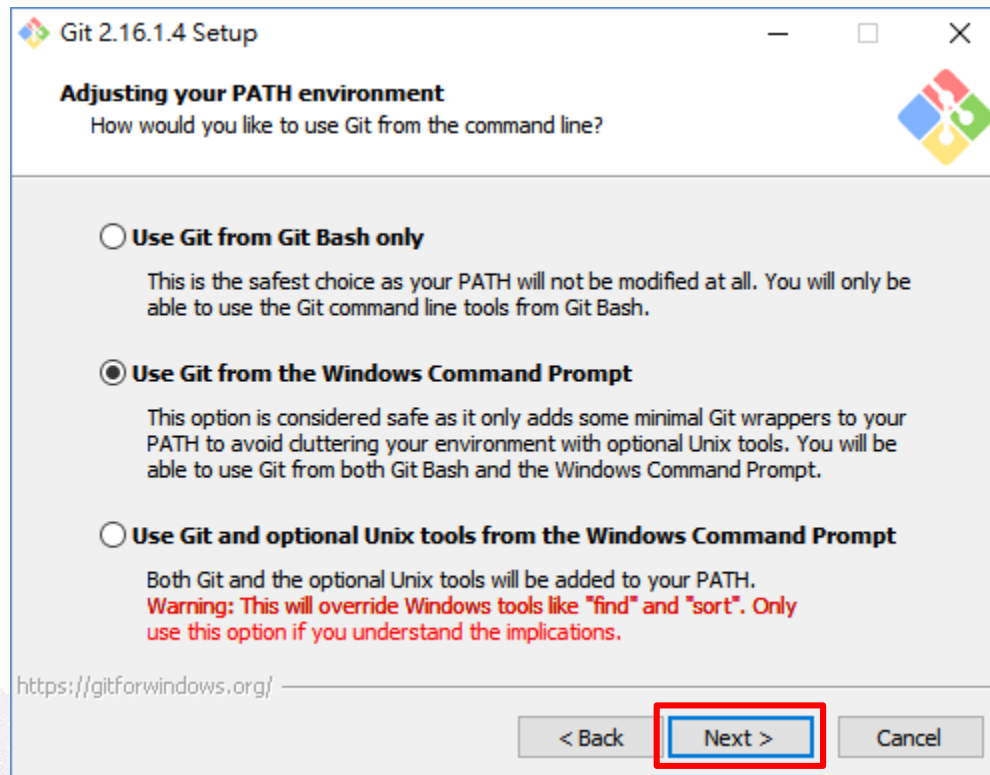 Git 2.16.1.4 Setup
Adjusting your PATH environment
How would you like to use Git from the command line?
Use Git from Git Bash only
This is the safest choice as your PATH will not be modified at all. You will only be
able to use the Git command line tools from Git Bash.
Use Git from the Windows Command Prompt
This option is considered safe as it only adds some minimal Git wrappers to your
PATH to avoid cluttering your environment with optional Unix tools. You will be
able to use Git from both Git Bash and the Windows Command Prompt.
Use Git and optional Unix tools from the Windows Command Prompt
Both Git and the optional Unix tools will be added to your PATH.
Warning: This will override Windows tools like "find" and "sort". Only
use this option if you understand the implications.
https://gitforwindows.org/
< Back Next > Cancel